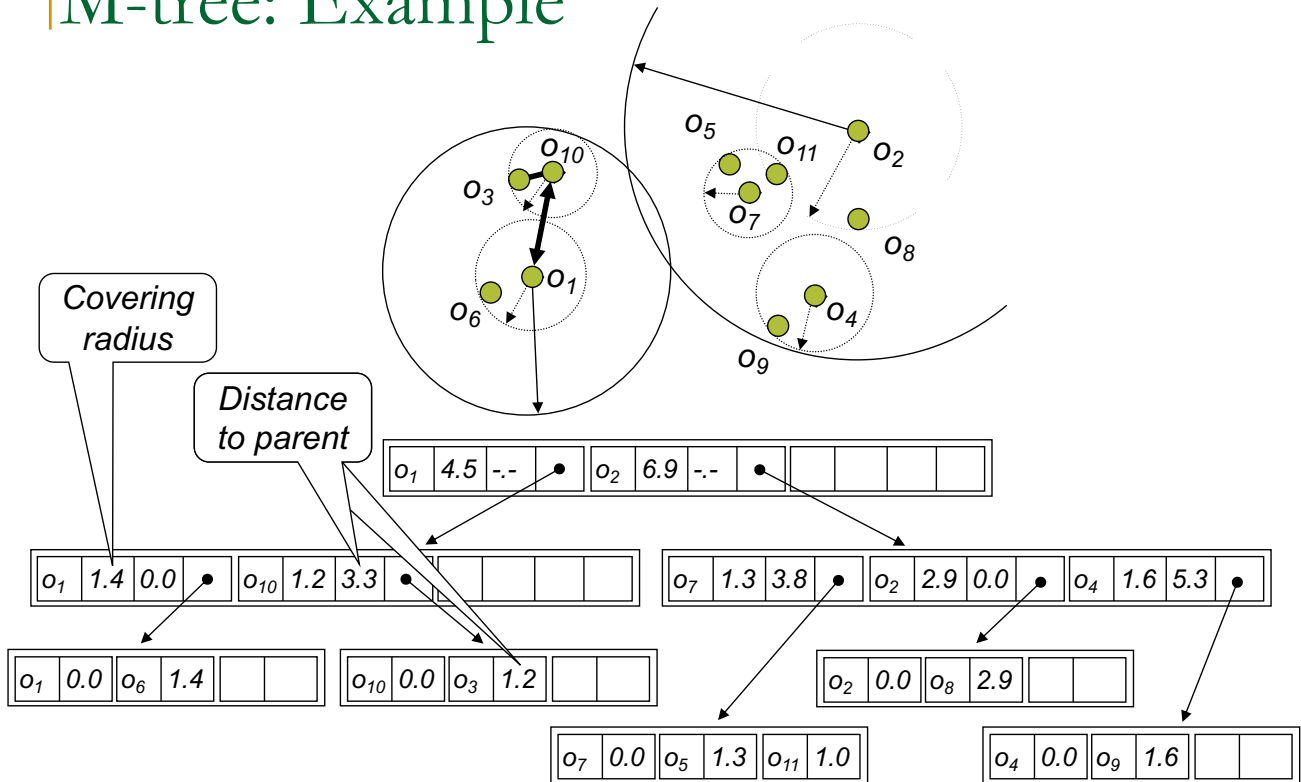 M-tree: Example
o5
o11
o2
o10
o3
o7
o8
o1
o6
o4
o9
Covering
radius
Distance
to parent
o1 4.5 -.- o2 6.9 -.-
o1 1.4 0.0 o10 1.2 3.3
o7 1.3 3.8 o2 2.9 0.0 o4 1.6 5.3
o1 0.0 o6 1.4
o10 0.0 o3 1.2
o2 0.0 o8 2.9
o7 0.0 o5 1.3 o11 1.0
o4 0.0 o9 1.6